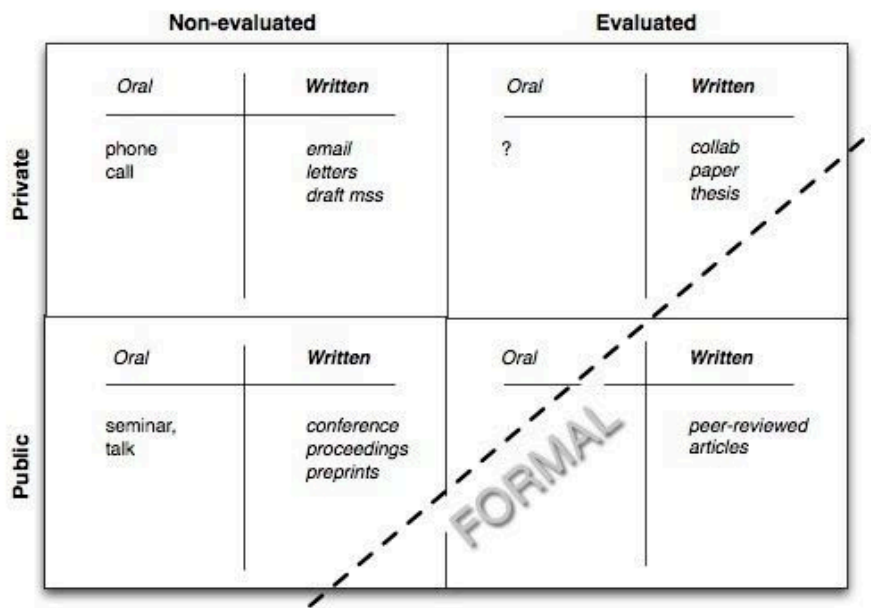 Non-evaluated
Evaluated
Private
Oral
Written
phone
call
email
letters
draft mss
Oral
Written
?
collab
paper
thesis
Public
Oral
Written
seminar,
talk
conference
proceedings
preprints
Oral
Written
peer-reviewed
articles
FORMAL